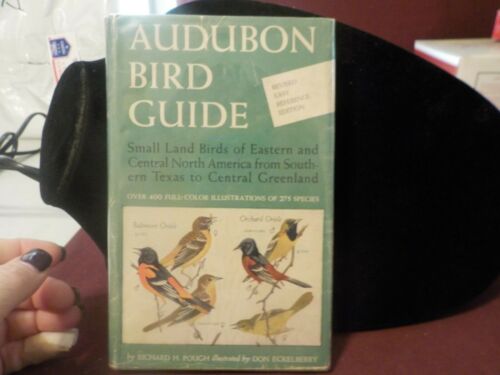 AUDUBON
BIRD
GUIDE
REVISED
EASY
REFERENCE
EDITION
Small Land Birds of Eastern and
Central North America from South-
ern Texas to Central Greenland
OVER 400 FULL-COLOR ILLUSTRATIONS OF 275 SPECIES
Baltimore Oriole
Orchard Oriole
by RICHARD H. POUGH illustrated by DON ECKELBERRY